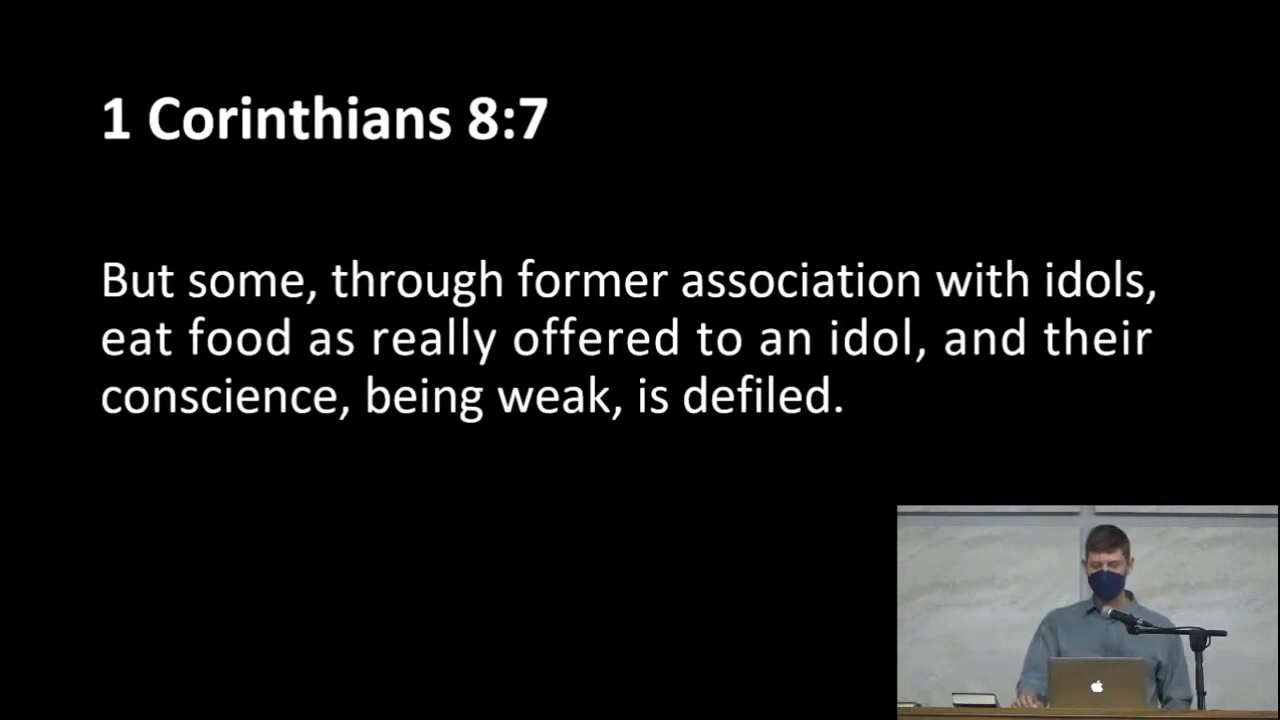 1 Corinthians 8:7
But some, through former association with idols,
eat food as really offered to an idol, and their
conscience, being weak, is defiled.